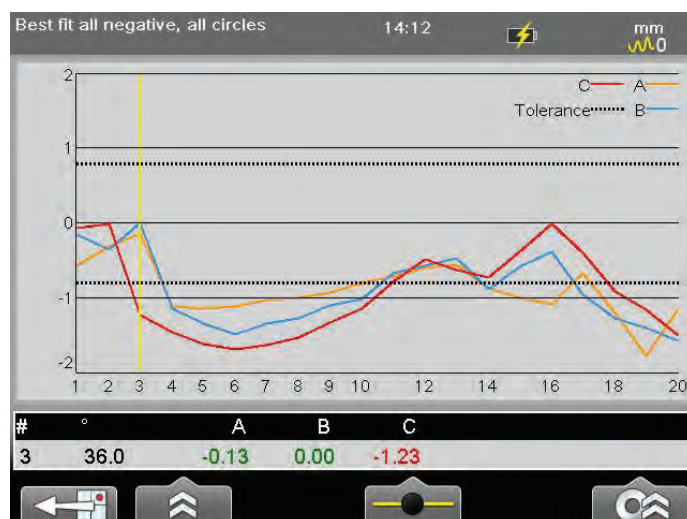 Best fit all negative, all circles 14:12 mm
0
2
C A
Tolerance B
1
0
-1
-2
1 2 3 4 5 6 7 8 9 10 12 14 16 18 20
# ° A B C
3 36.0 -0.13 0.00 -1.23